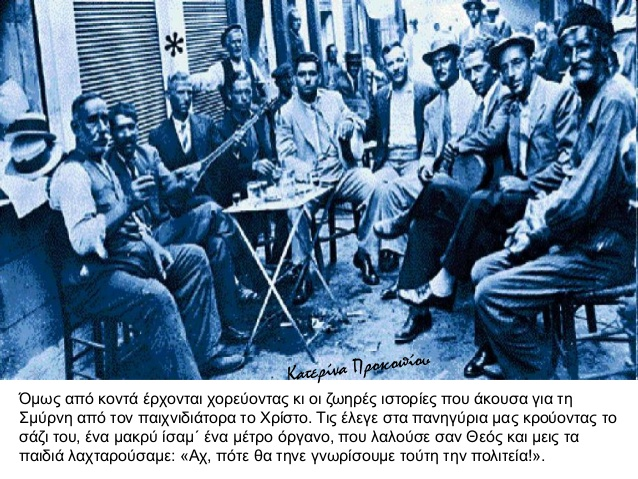 *
Κατερίνα Προκοπίου
Όμως από κοντά έρχονται χορεύοντας κι οι ζωηρές ιστορίες που άκουσα για τη
Σμύρνη από τον παιχνιδιάτορα το Χρίστο. Τις έλεγε στα πανηγύρια μας κρούοντας το
σάζι του, ένα μακρύ ίσαμ΄ ένα μέτρο όργανο, που λαλούσε σαν Θεός και μεις τα
παιδιά λαχταρούσαμε: «Αχ, πότε θα τηνε γνωρίσουμε τούτη την πολιτεία!».